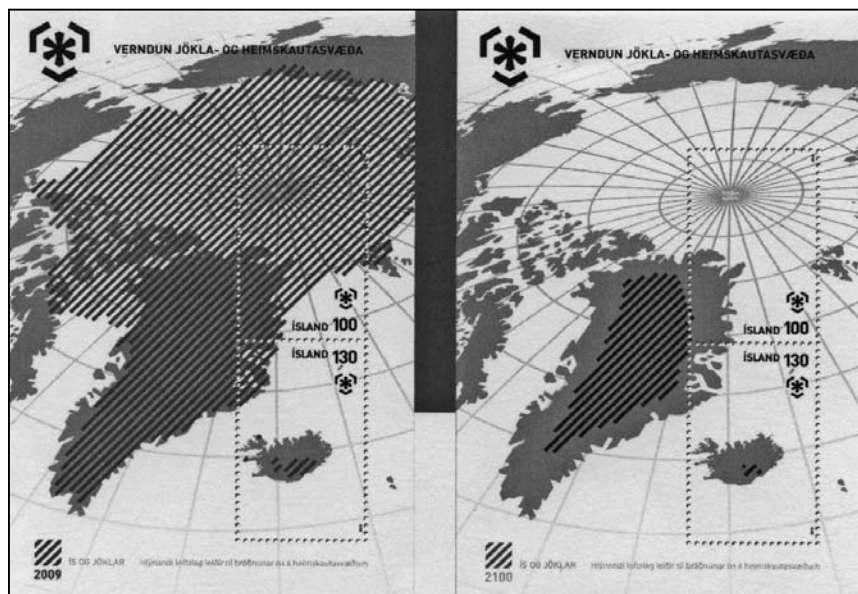 VERNDUN JÖKLA- OG HEIMSKAUTASVÆÐA
ÍSLAND 100
ÍSLAND 130
ÍS OG JÖKLAR
2009
VERNDUN JÖKLA- OG HEIMSKAUTASVÆÐA
ÍSLAND 100
ÍSLAND 130
ÍS OG JÖKLAR
2100